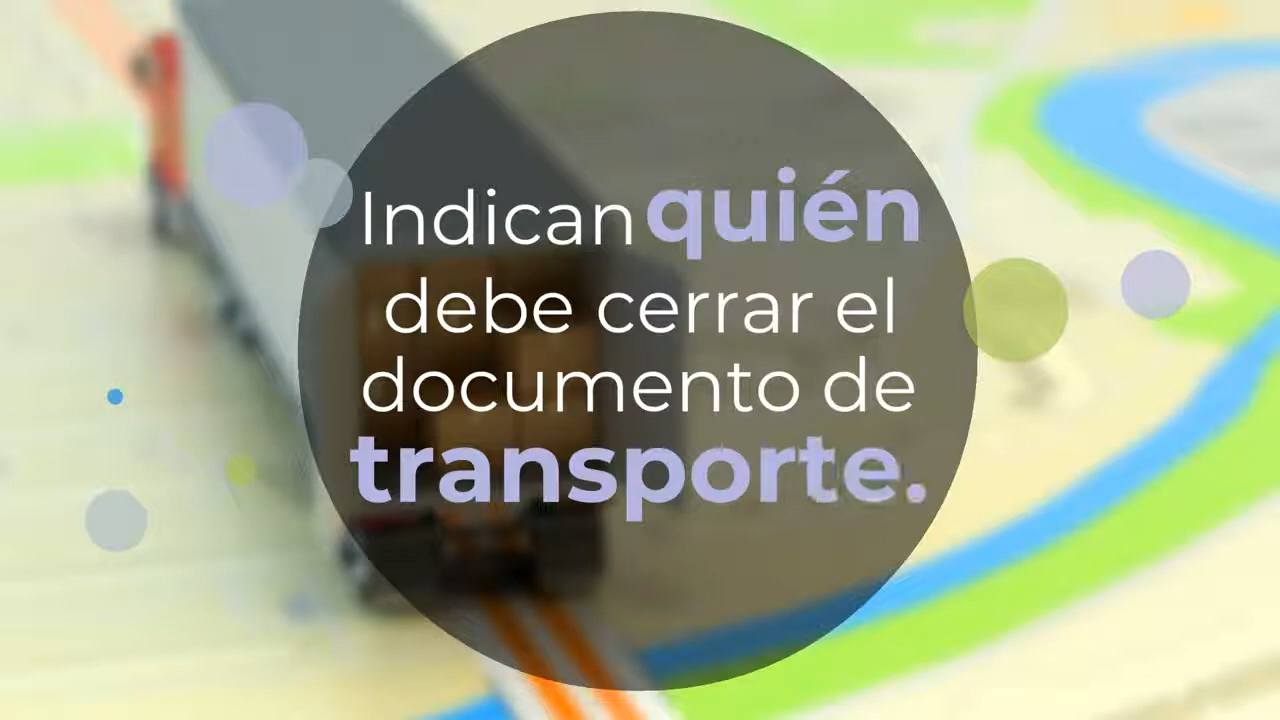 Indican quién
debe cerrar el
documento de
transporte.